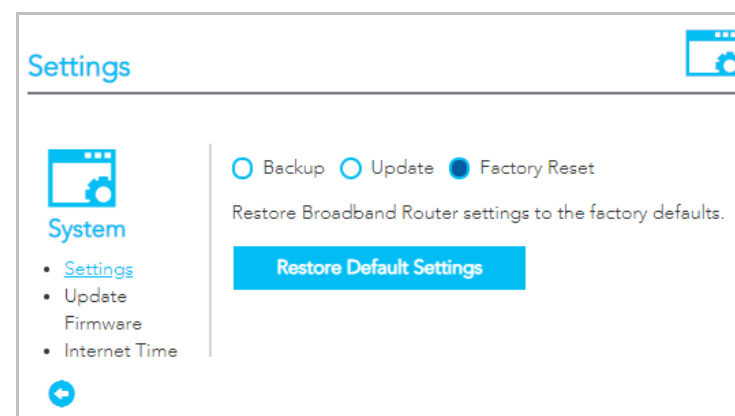 Settings
System
Settings
Update
Firmware
Internet Time
Backup Update Factory Reset
Restore Broadband Router settings to the factory defaults.
Restore Default Settings